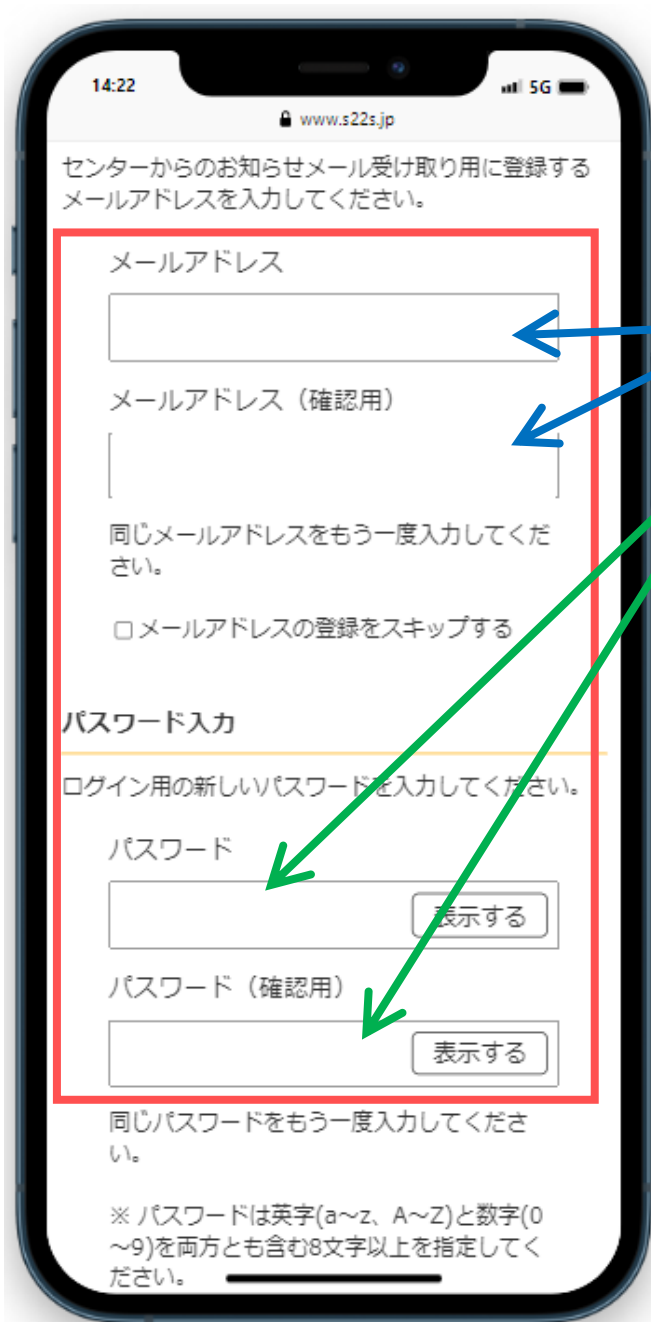 14:22
5G
www.s22s.jp
センターからのお知らせメール受け取り用に登録する
メールアドレスを入力してください。
メールアドレス
メールアドレス（確認用）
同じメールアドレスをもう一度入力してくだ
さい。
メールアドレスの登録をスキップする
パスワード入力
ログイン用の新しいパスワードを入力してください。
パスワード
表示する
パスワード（確認用）
表示する
同じパスワードをもう一度入力してくださ
い。
※ パスワードは英字(a～z、A～Z)と数字(0
～9)を両方とも含む8文字以上を指定してく
ださい。